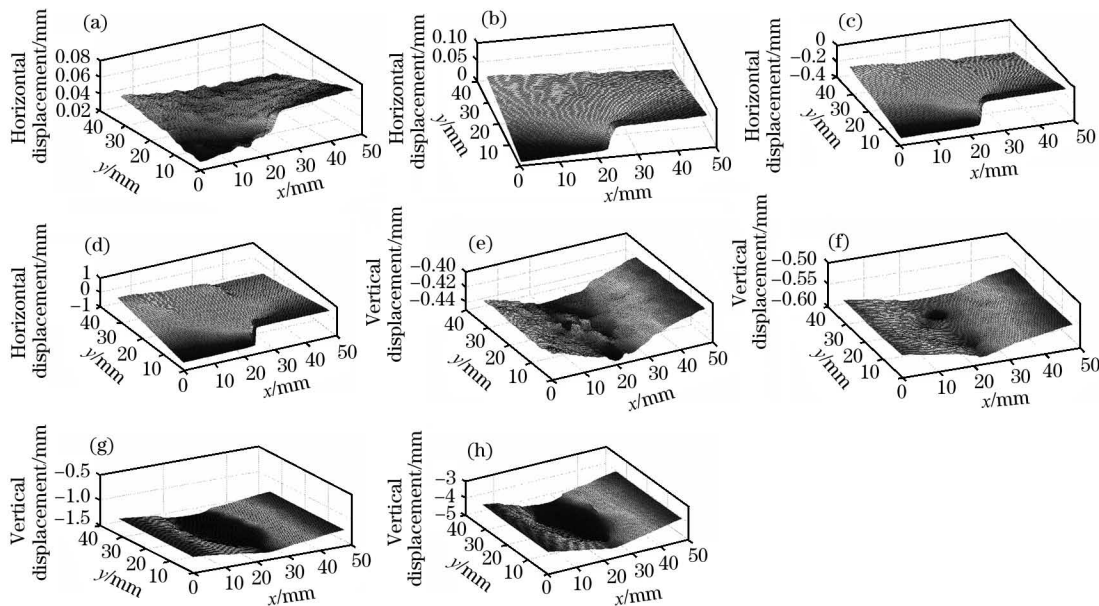 (a)
Horizontal
displacement/mm
0.08
0.06
0.04
0.02
40
30
20
10
0
y/mm
0
10
20
30
40
50
x/mm
(b)
Horizontal
displacement/mm
0.10
0.05
0
40
30
20
10
y/mm
0
10
20
30
40
50
x/mm
(c)
Horizontal
displacement/mm
0
−0.2
−0.4
40
30
20
10
y/mm
0
10
20
30
40
50
x/mm
(d)
Horizontal
displacement/mm
1
0
−1
40
30
20
10
y/mm
0
10
20
30
40
50
x/mm
(e)
Vertical
displacement/mm
−0.40
−0.42
−0.44
40
30
20
10
y/mm
0
10
20
30
40
50
x/mm
(f)
Vertical
displacement/mm
−0.50
−0.55
−0.60
40
30
20
10
y/mm
0
10
20
30
40
50
x/mm
(g)
Vertical
displacement/mm
−0.5
−1.0
−1.5
40
30
20
10
y/mm
0
10
20
30
40
50
x/mm
(h)
Vertical
displacement/mm
−3
−4
−5
40
30
20
10
y/mm
0
10
20
30
40
50
x/mm